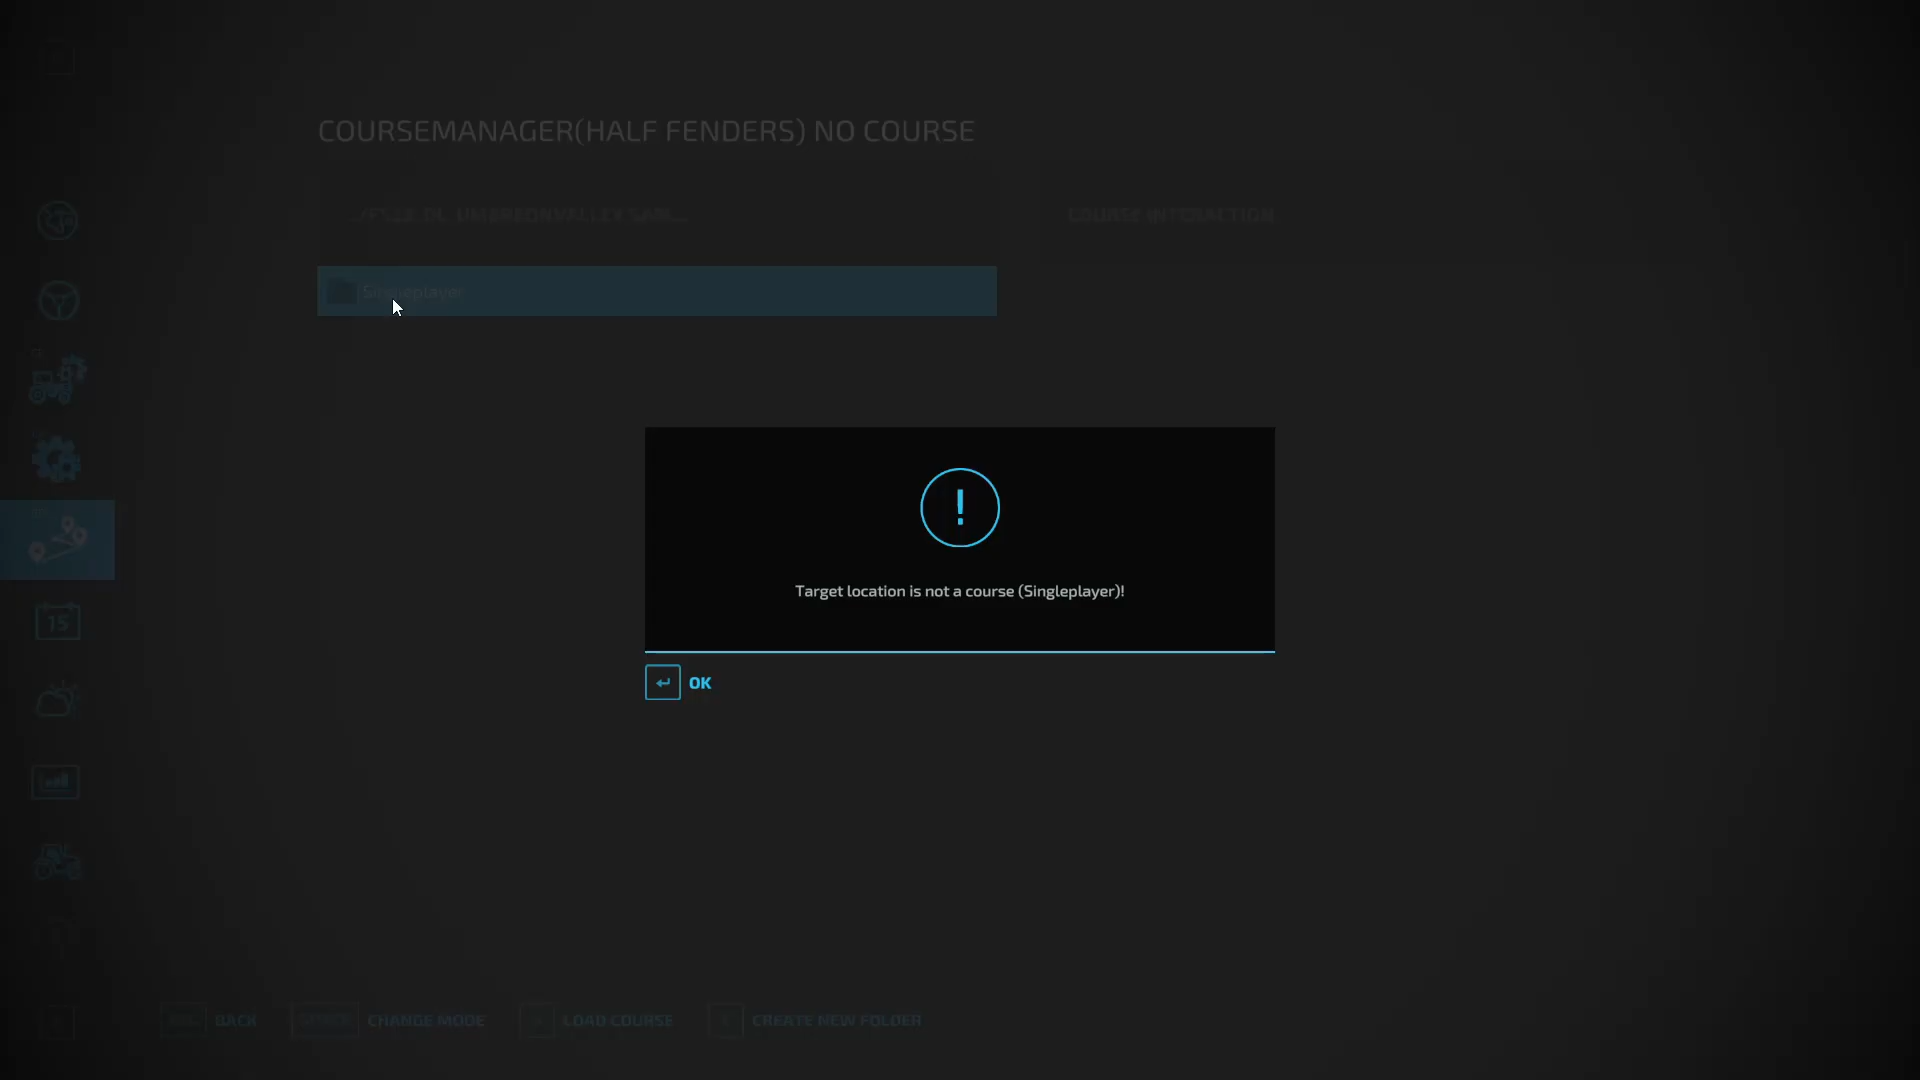 COURSEMANAGER(HALF FENDERS) NO COURSE
COURSE INTERACTION
Singleplayer
Target location is not a course (Singleplayer)!
OK
15
BACK
CHANGE MODE
LOAD COURSE
CREATE NEW FOLDER